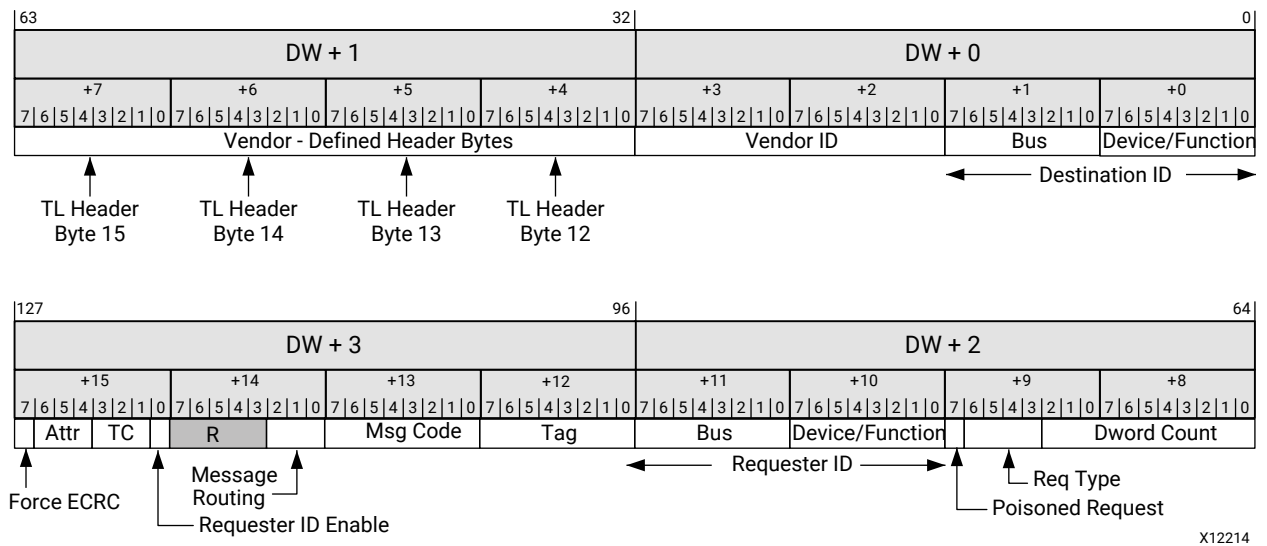 63 32 0
DW + 1 DW + 0
+7 +6 +5 +4 +3 +2 +1 +0
7 6 5 4 3 2 1 0 7 6 5 4 3 2 1 0 7 6 5 4 3 2 1 0 7 6 5 4 3 2 1 0 7 6 5 4 3 2 1 0 7 6 5 4 3 2 1 0 7 6 5 4 3 2 1 0 7 6 5 4 3 2 1 0
Vendor - Defined Header Bytes Vendor ID Bus Device/Function
Destination ID
TL Header TL Header TL Header TL Header
Byte 15 Byte 14 Byte 13 Byte 12
127 96 64
DW + 3 DW + 2
+15 +14 +13 +12 +11 +10 +9 +8
7 6 5 4 3 2 1 0 7 6 5 4 3 2 1 0 7 6 5 4 3 2 1 0 7 6 5 4 3 2 1 0 7 6 5 4 3 2 1 0 7 6 5 4 3 2 1 0 7 6 5 4 3 2 1 0 7 6 5 4 3 2 1 0
Attr TC R Msg Code Tag Bus Device/Function Dword Count
Requester ID
Message
Routing
Req Type
Force ECRC
Poisoned Request
Requester ID Enable
X12214